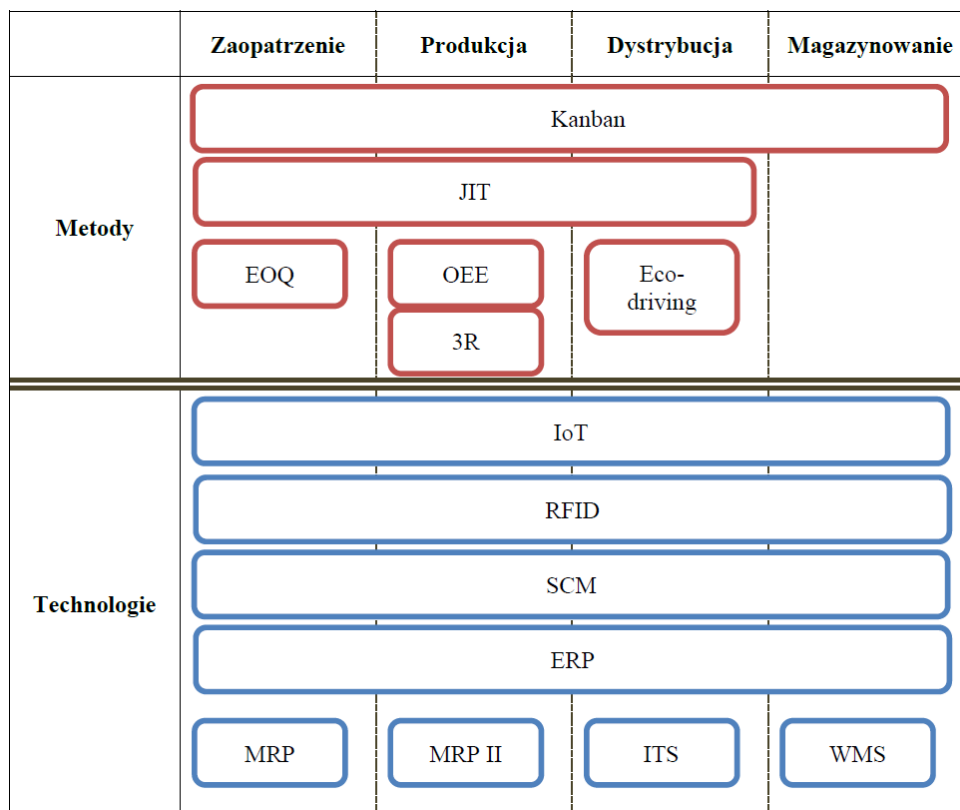 Zaopatrzenie Produkcja Dystrybucja Magazynowanie
Metody
Kanban
JIT
EOQ
OEE
Eco-
driving
3R
Technologie
IoT
RFID
SCM
ERP
MRP
MRP II
ITS
WMS